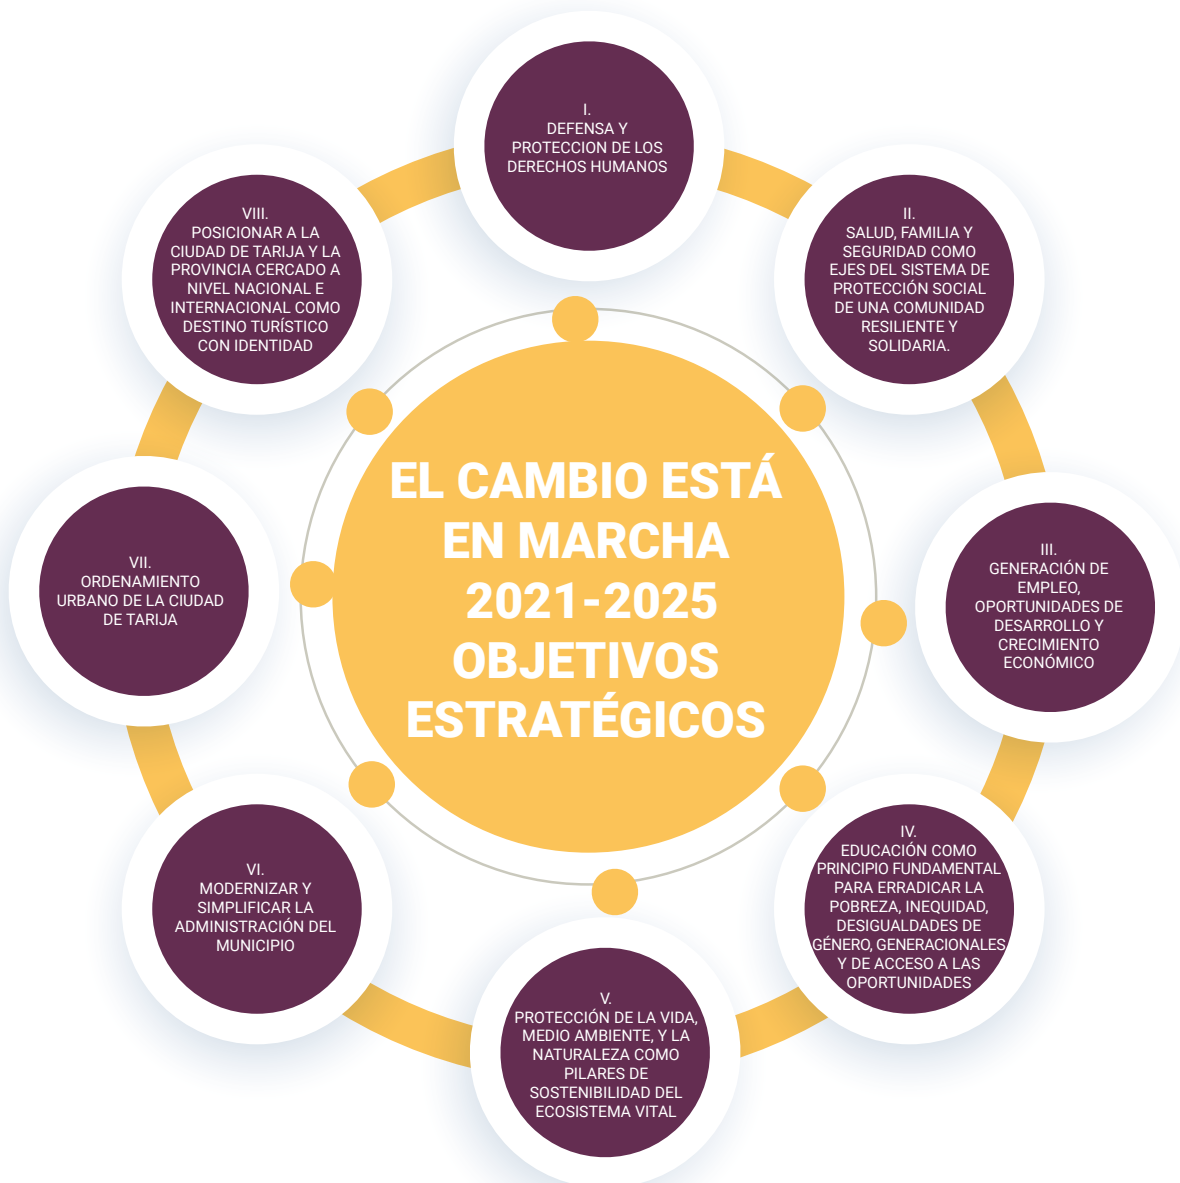 EL CAMBIO ESTÁ
EN MARCHA
2021-2025
OBJETIVOS
ESTRATÉGICOS
I.
DEFENSA Y
PROTECCION DE LOS
DERECHOS HUMANOS
II.
SALUD, FAMILIA Y
SEGURIDAD COMO
EJES DEL SISTEMA DE
PROTECCIÓN SOCIAL
DE UNA COMUNIDAD
RESILIENTE Y
SOLIDARIA.
III.
GENERACIÓN DE
EMPLEO,
OPORTUNIDADES DE
DESARROLLO Y
CRECIMIENTO
ECONÓMICO
IV.
EDUCACIÓN COMO
PRINCIPIO FUNDAMENTAL
PARA ERRADICAR LA
POBREZA, INEQUIDAD,
DESIGUALDADES DE
GÉNERO, GENERACIONALES
Y DE ACCESO A LAS
OPORTUNIDADES
V.
PROTECCIÓN DE LA VIDA,
MEDIO AMBIENTE, Y LA
NATURALEZA COMO
PILARES DE
SOSTENIBILIDAD DEL
ECOSISTEMA VITAL
VI.
MODERNIZAR Y
SIMPLIFICAR LA
ADMINISTRACIÓN DEL
MUNICIPIO
VII.
ORDENAMIENTO
URBANO DE LA CIUDAD
DE TARIJA
VIII.
POSICIONAR A LA
CIUDAD DE TARIJA Y LA
PROVINCIA CERCADO A
NIVEL NACIONAL E
INTERNACIONAL COMO
DESTINO TURÍSTICO
CON IDENTIDAD